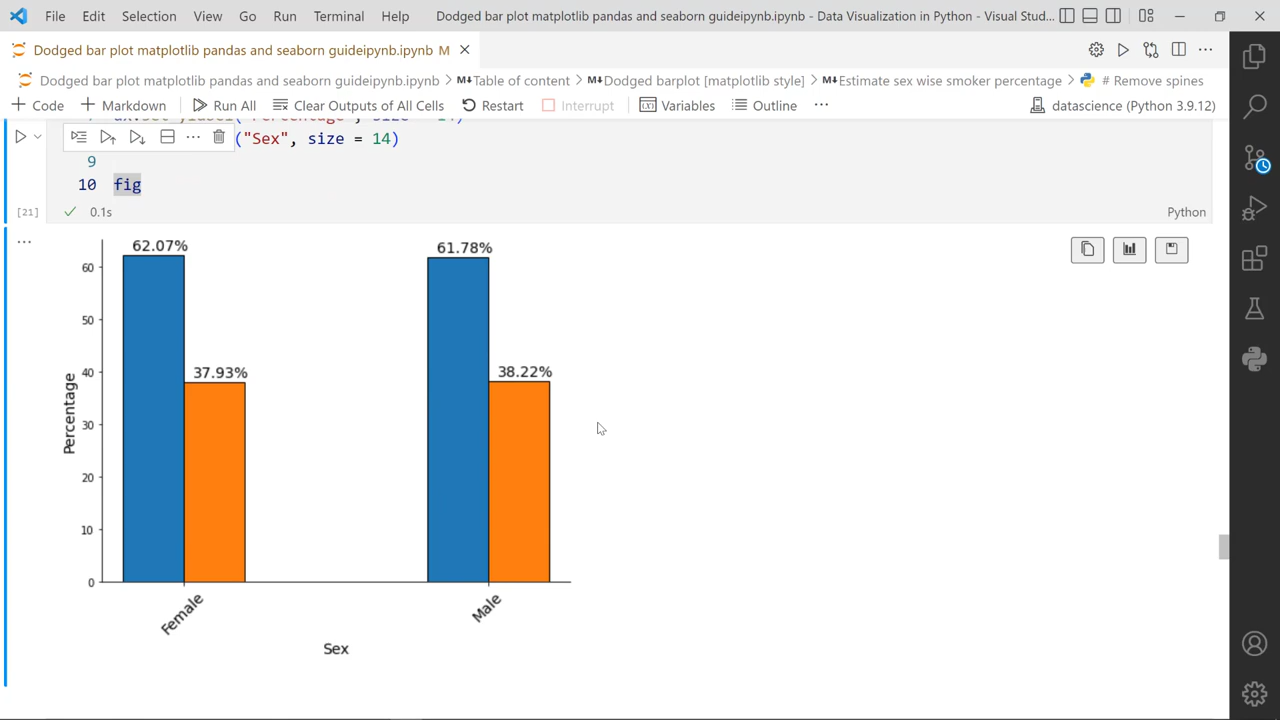 File Edit Selection View Go Run Terminal Help Dodged bar plot matplotlib pandas and seaborn guideipynb.ipynb - Data Visualization in Python - Visual Stud...
Dodged bar plot matplotlib pandas and seaborn guideipynb.ipynb M
Dodged bar plot matplotlib pandas and seaborn guideipynb.ipynb > M↓Table of content > M↓Dodged barplot [matplotlib style] > M↓Estimate sex wise smoker percentage > # Remove spines
+ Code + Markdown Run All Clear Outputs of All Cells Restart Interrupt Variables Outline ... datascience (Python 3.9.12)
("Sex", size = 14)
9
10 fig
[21] 0.1s Python
62.07% 61.78%
60
50
40 37.93% 38.22%
30
20
10
0
Percentage
Female Male
Sex